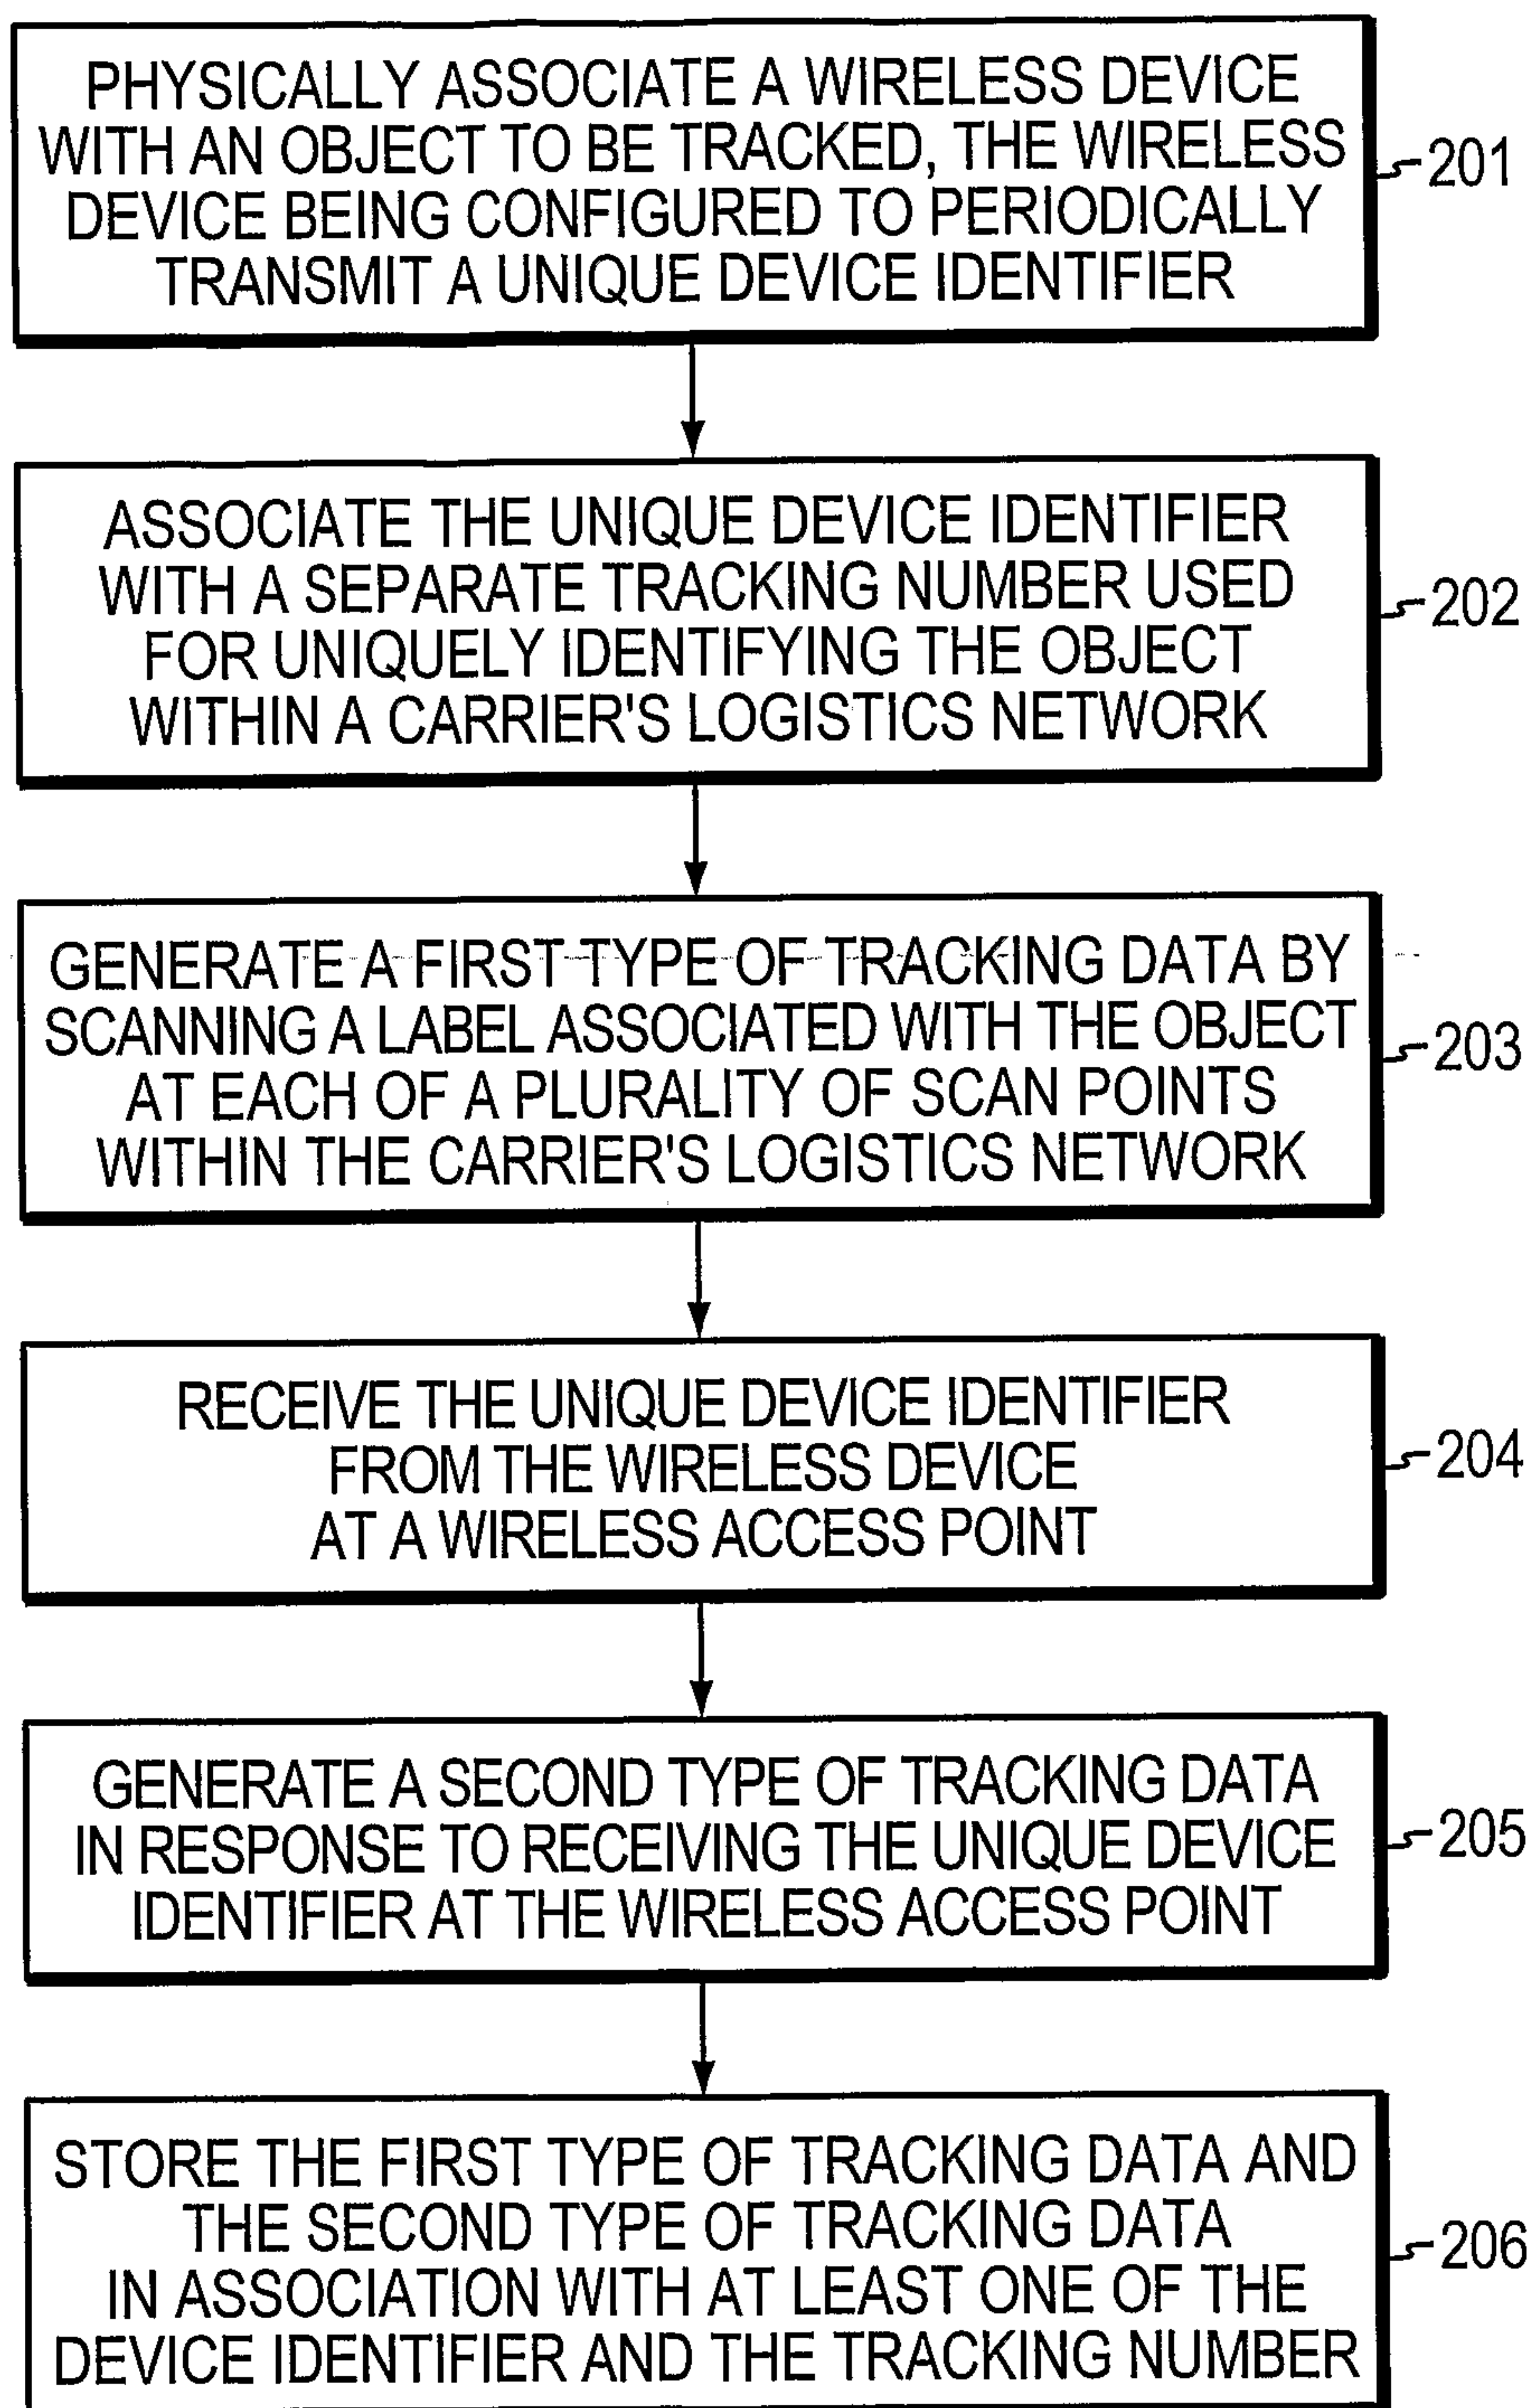 PHYSICALLY ASSOCIATE A WIRELESS DEVICE
WITH AN OBJECT TO BE TRACKED, THE WIRELESS
DEVICE BEING CONFIGURED TO PERIODICALLY
TRANSMIT A UNIQUE DEVICE IDENTIFIER
201
ASSOCIATE THE UNIQUE DEVICE IDENTIFIER
WITH A SEPARATE TRACKING NUMBER USED
FOR UNIQUELY IDENTIFYING THE OBJECT
WITHIN A CARRIER'S LOGISTICS NETWORK
202
GENERATE A FIRST TYPE OF TRACKING DATA BY
SCANNING A LABEL ASSOCIATED WITH THE OBJECT
AT EACH OF A PLURALITY OF SCAN POINTS
WITHIN THE CARRIER'S LOGISTICS NETWORK
203
RECEIVE THE UNIQUE DEVICE IDENTIFIER
FROM THE WIRELESS DEVICE
AT A WIRELESS ACCESS POINT
204
GENERATE A SECOND TYPE OF TRACKING DATA
IN RESPONSE TO RECEIVING THE UNIQUE DEVICE
IDENTIFIER AT THE WIRELESS ACCESS POINT
205
STORE THE FIRST TYPE OF TRACKING DATA AND
THE SECOND TYPE OF TRACKING DATA
IN ASSOCIATION WITH AT LEAST ONE OF THE
DEVICE IDENTIFIER AND THE TRACKING NUMBER
206